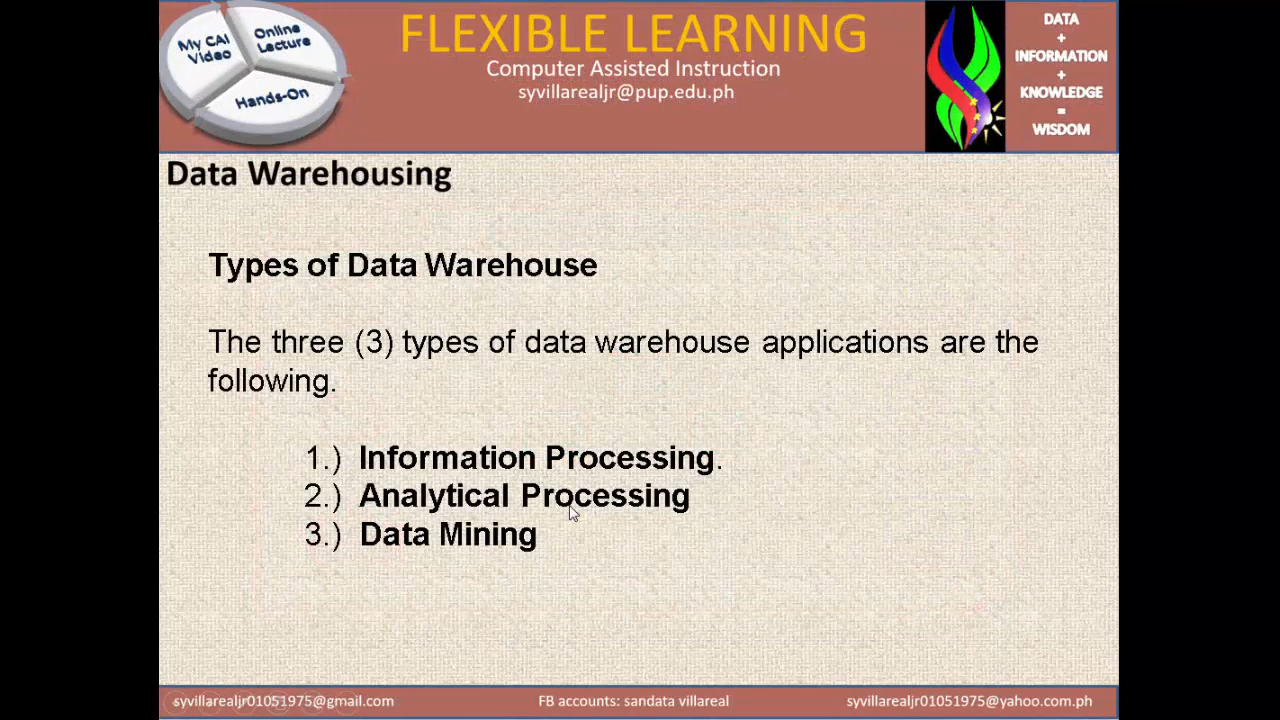 My CAI
Video
Online
Lecture
Hands-On
FLEXIBLE LEARNING
Computer Assisted Instruction
syvillarealjr@pup.edu.ph
DATA
+
INFORMATION
+
KNOWLEDGE
=
WISDOM
Data Warehousing
Types of Data Warehouse
The three (3) types of data warehouse applications are the
following.
1.) Information Processing.
2.) Analytical Processing
3.) Data Mining
syvillarealjr01051975@gmail.com
FB accounts: sandata villareal
syvillarealjr01051975@yahoo.com.ph